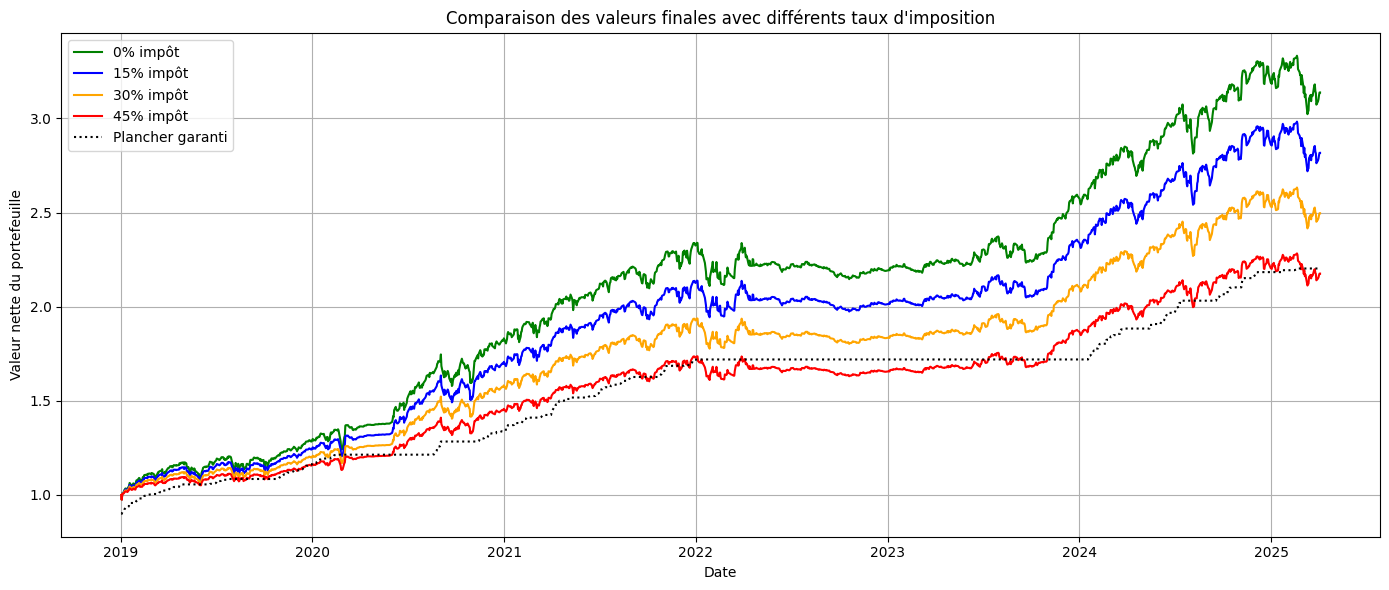 Comparaison des valeurs finales avec différents taux d'imposition
0% impôt
15% impôt
30% impôt
45% impôt
Plancher garanti
Valeur nette du portefeuille
3.0
2.5
2.0
1.5
1.0
2019
2020
2021
2022
2023
2024
2025
Date